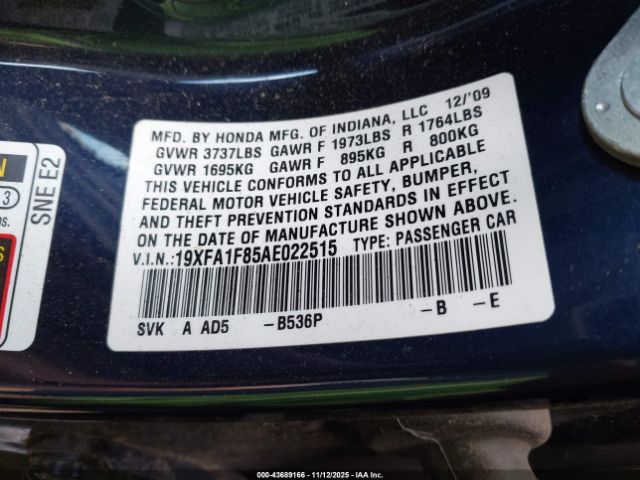 MFD. BY HONDA MFG. OF INDIANA, LLC 12/'09
GVWR 3737LBS GAWR F 1973LBS R 1764LBS
GVWR 1695KG GAWR F 895KG R 800KG
THIS VEHICLE CONFORMS TO ALL APPLICABLE
FEDERAL MOTOR VEHICLE SAFETY, BUMPER,
AND THEFT PREVENTION STANDARDS IN EFFECT
ON THE DATE OF MANUFACTURE SHOWN ABOVE.
V.I.N.: 19XFA1F85AE022515 TYPE: PASSENGER CAR
SVK A AD5 -B536P -B -E
SNE E2
3
000-43689166 - 11/12/2025 - IAA Inc.